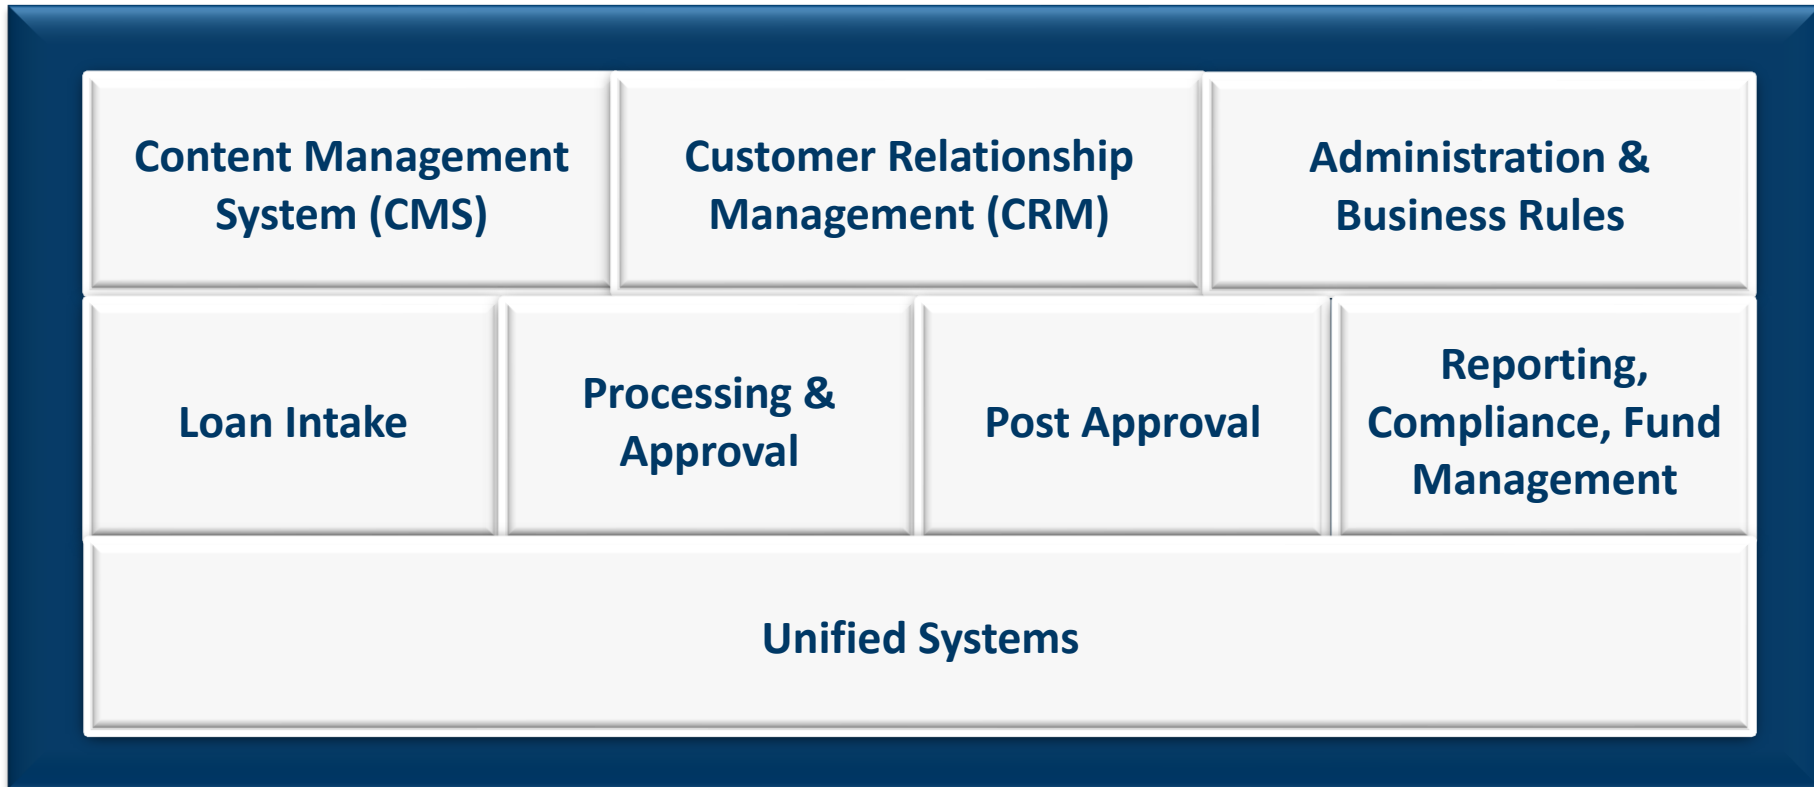 Content Management
System (CMS)
Customer Relationship
Management (CRM)
Administration &
Business Rules
Loan Intake
Processing &
Approval
Post Approval
Reporting,
Compliance, Fund
Management
Unified Systems